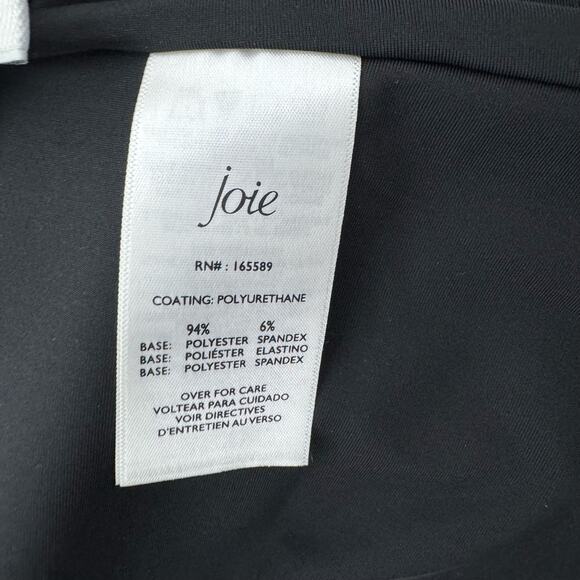 joie
RN# : 165589
COATING: POLYURETHANE
94% 6%
BASE: POLYESTER SPANDEX
BASE: POLIÉSTER ELASTINO
BASE: POLYESTER SPANDEX
OVER FOR CARE
VOLTEAR PARA CUIDADO
VOIR DIRECTIVES
D'ENTRETIEN AU VERSO